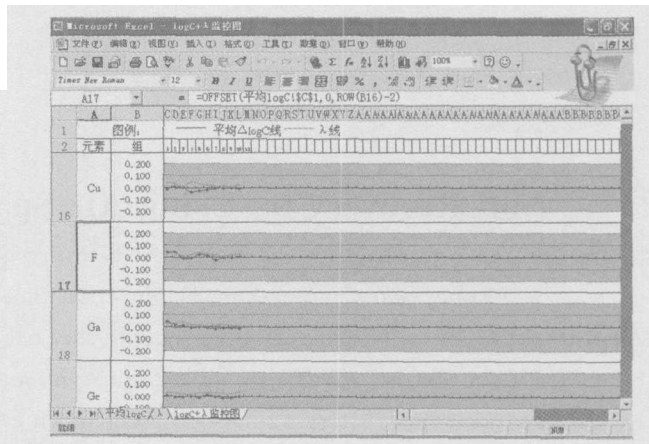 Microsoft Excel - logC+λ监控图
文件(F) 编辑(E) 视图(V) 插入(I) 格式(O) 工具(T) 数据(D) 窗口(W) 帮助(H)
100%
Times New Roman 12 B I U
A17 = =OFFSET(平均logC!$C$1,0,ROW(B16)-2)
A B C D E F G H I J K L M N O P Q R S T U V W X Y Z
1 图例: 平均△logC线 λ线
2 元素 组
0.200
0.100
Cu 0.000
-0.100
-0.200
16
0.200
0.100
F 0.000
-0.100
-0.200
17
0.200
0.100
Ga 0.000
-0.100
-0.200
18
0.200
0.100
Ge 0.000
-0.100
平均logC(λ) logC+λ监控图
就绪